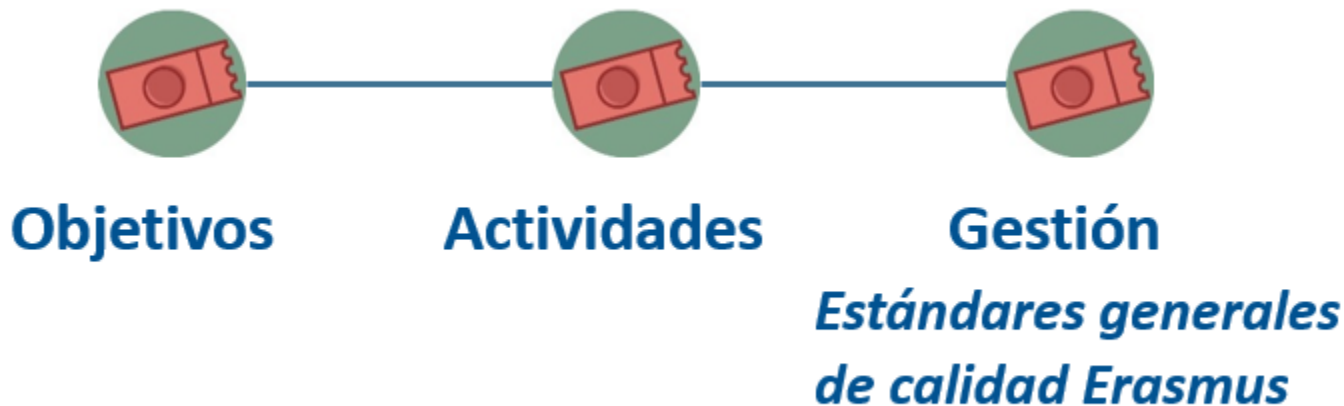 Objetivos
Actividades
Gestión
Estándares generales
de calidad Erasmus